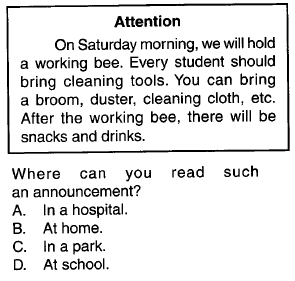 Attention
On Saturday morning, we will hold
a working bee. Every student should
bring cleaning tools. You can bring
a broom, duster, cleaning cloth, etc.
After the working bee, there will be
snacks and drinks.
Where can you read such
an announcement?
A. In a hospital.
B. At home.
C. In a park.
D. At school.